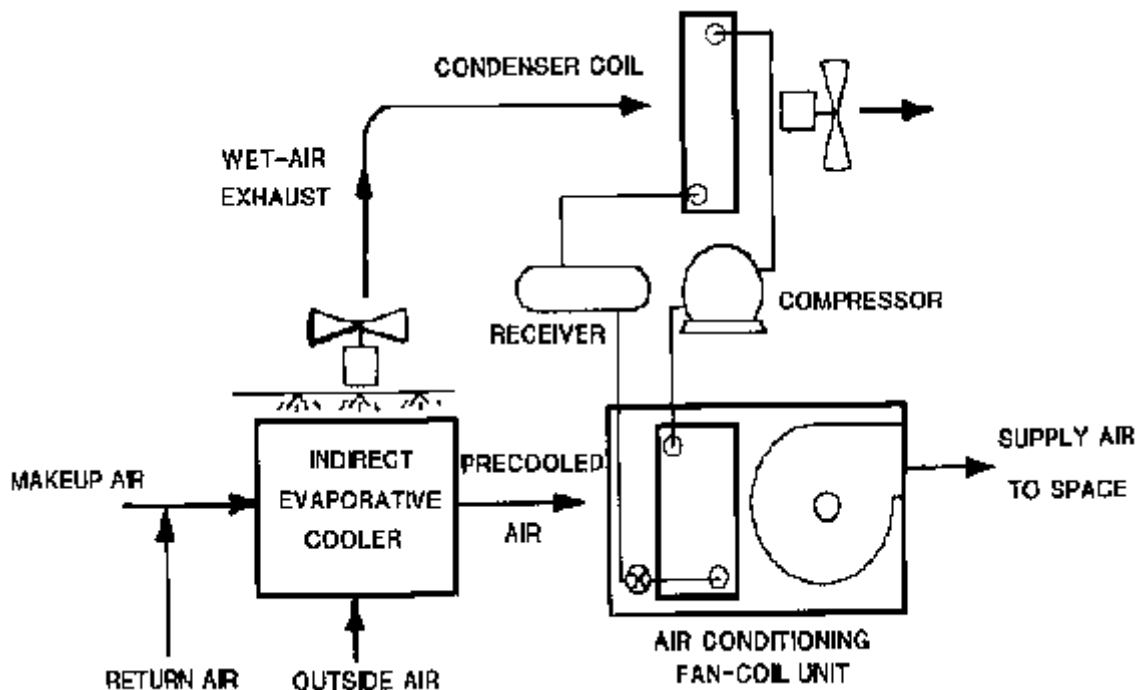 CONDENSER COIL
WET-AIR
EXHAUST
COMPRESSOR
RECEIVER
INDIRECT
EVAPORATIVE
COOLER
MAKEUP AIR
PRECOOLED
AIR
SUPPLY AIR
TO SPACE
RETURN AIR
OUTSIDE AIR
AIR CONDITIONING
FAN-COIL UNIT